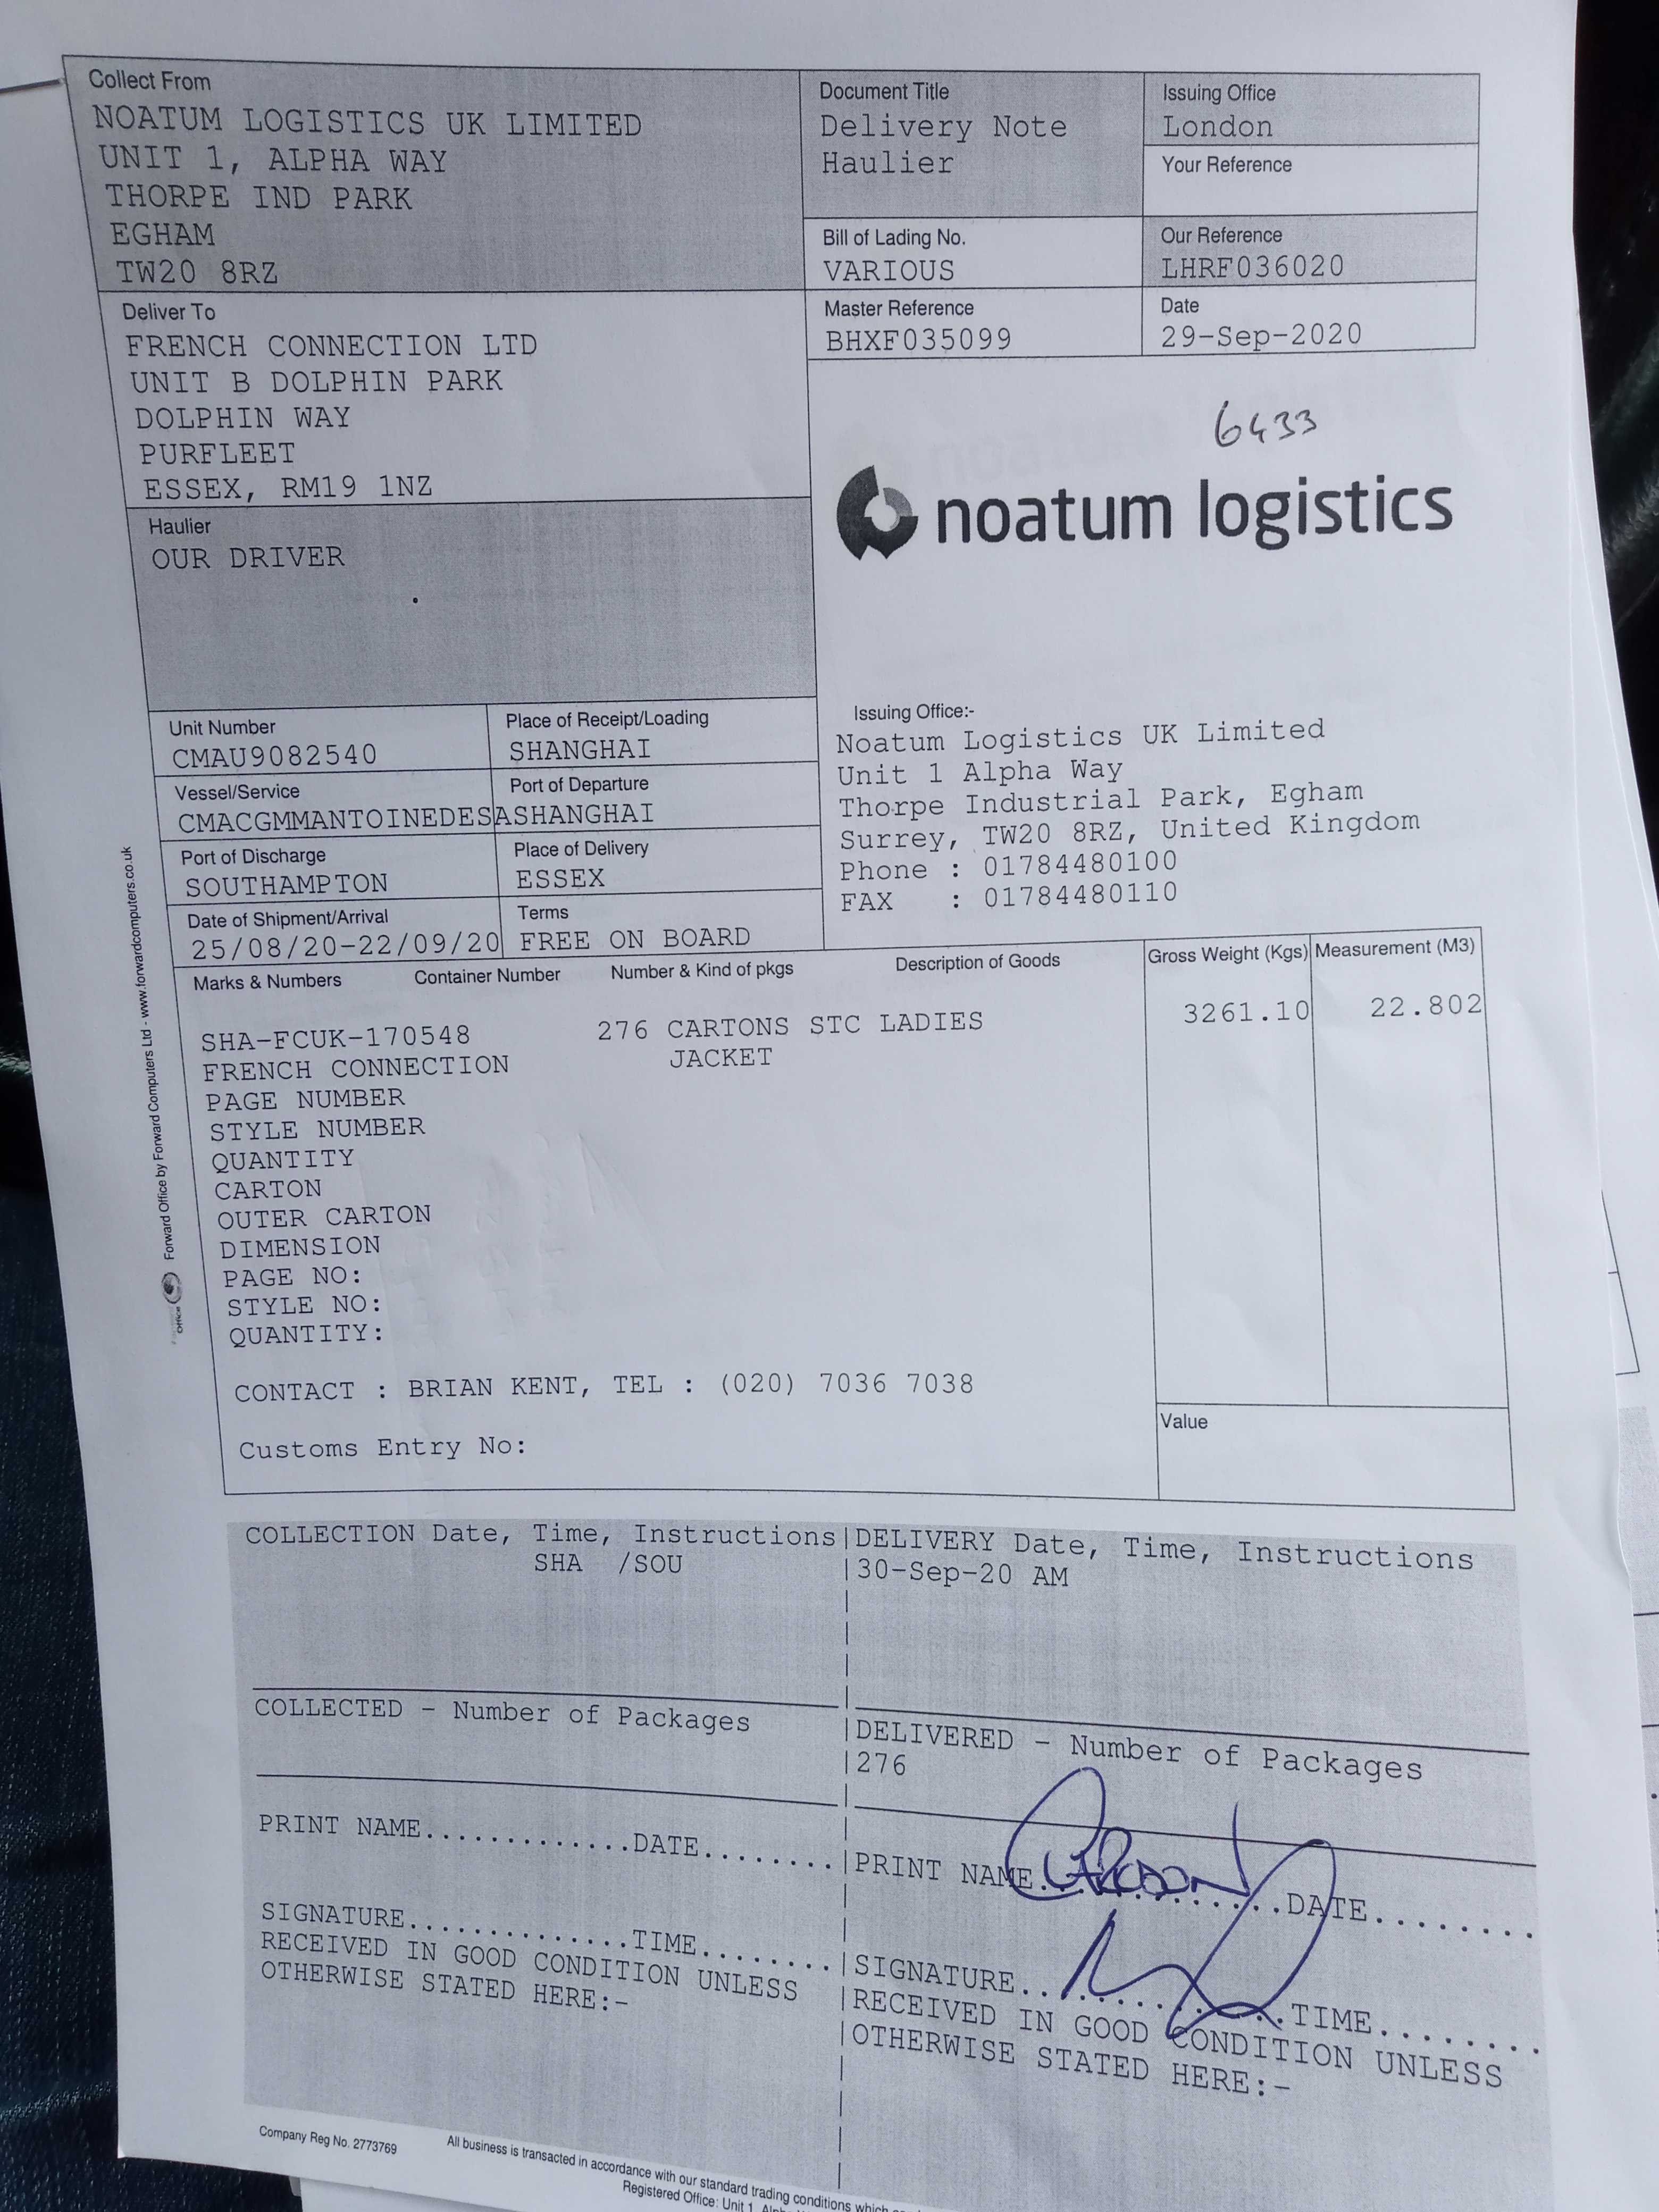 Collect From
NOATUM LOGISTICS UK LIMITED
UNIT 1, ALPHA WAY
THORPE IND PARK
EGHAM
TW20 8RZ
Document Title
Delivery Note
Haulier
Issuing Office
London
Your Reference
Bill of Lading No.
VARIOUS
Our Reference
LHRF036020
Master Reference
BHXF035099
Date
29-Sep-2020
Deliver To
FRENCH CONNECTION LTD
UNIT B DOLPHIN PARK
DOLPHIN WAY
PURFLEET
ESSEX, RM19 1NZ
6433
noatum logistics
Haulier
OUR DRIVER
Unit Number
CMAU9082540
Place of Receipt/Loading
SHANGHAI
Vessel/Service
CMACGMMANTOINEDESA
Port of Departure
SHANGHAI
Port of Discharge
SOUTHAMPTON
Place of Delivery
ESSEX
Date of Shipment/Arrival
25/08/20-22/09/20
Terms
FREE ON BOARD
Issuing Office:-
Noatum Logistics UK Limited
Unit 1 Alpha Way
Thorpe Industrial Park, Egham
Surrey, TW20 8RZ, United Kingdom
Phone : 01784480100
FAX : 01784480110
Marks & Numbers Container Number Number & Kind of pkgs Description of Goods Gross Weight (Kgs) Measurement (M3)
SHA-FCUK-170548 276 CARTONS STC LADIES 3261.10 22.802
FRENCH CONNECTION JACKET
PAGE NUMBER
STYLE NUMBER
QUANTITY
CARTON
OUTER CARTON
DIMENSION
PAGE NO:
STYLE NO:
QUANTITY:
CONTACT : BRIAN KENT, TEL : (020) 7036 7038
Customs Entry No:
Value
Forward Office by Forward Computers Ltd - www.forwardcomputers.co.uk
Office
COLLECTION Date, Time, Instructions
SHA /SOU
COLLECTED - Number of Packages
PRINT NAME.............DATE........
SIGNATURE..............TIME........
RECEIVED IN GOOD CONDITION UNLESS
OTHERWISE STATED HERE:-
DELIVERY Date, Time, Instructions
30-Sep-20 AM
DELIVERED - Number of Packages
276
PRINT NAME...............DATE........
SIGNATURE................TIME........
RECEIVED IN GOOD CONDITION UNLESS
OTHERWISE STATED HERE:-
Company Reg No. 2773769
All business is transacted in accordance with our standard trading conditions which
Registered Office: Unit 1